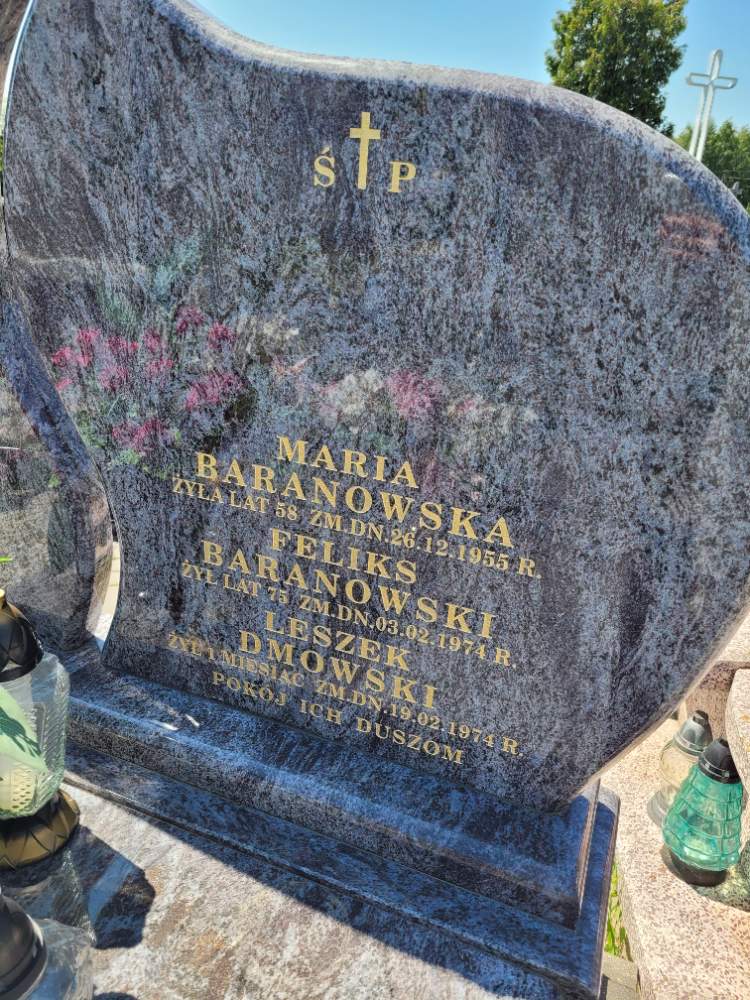 Ś P
MARIA
BARANOWSKA
ŻYŁA LAT 58 ZM.DN.26.12.1955 R.
FELIKS
BARANOWSKI
ŻYŁ LAT 75 ZM.DN.03.02.1974 R.
LESZEK
DMOWSKI
ŻYŁ 1 MIESIĄC ZM.DN.19.02.1974 R.
POKÓJ ICH DUSZOM